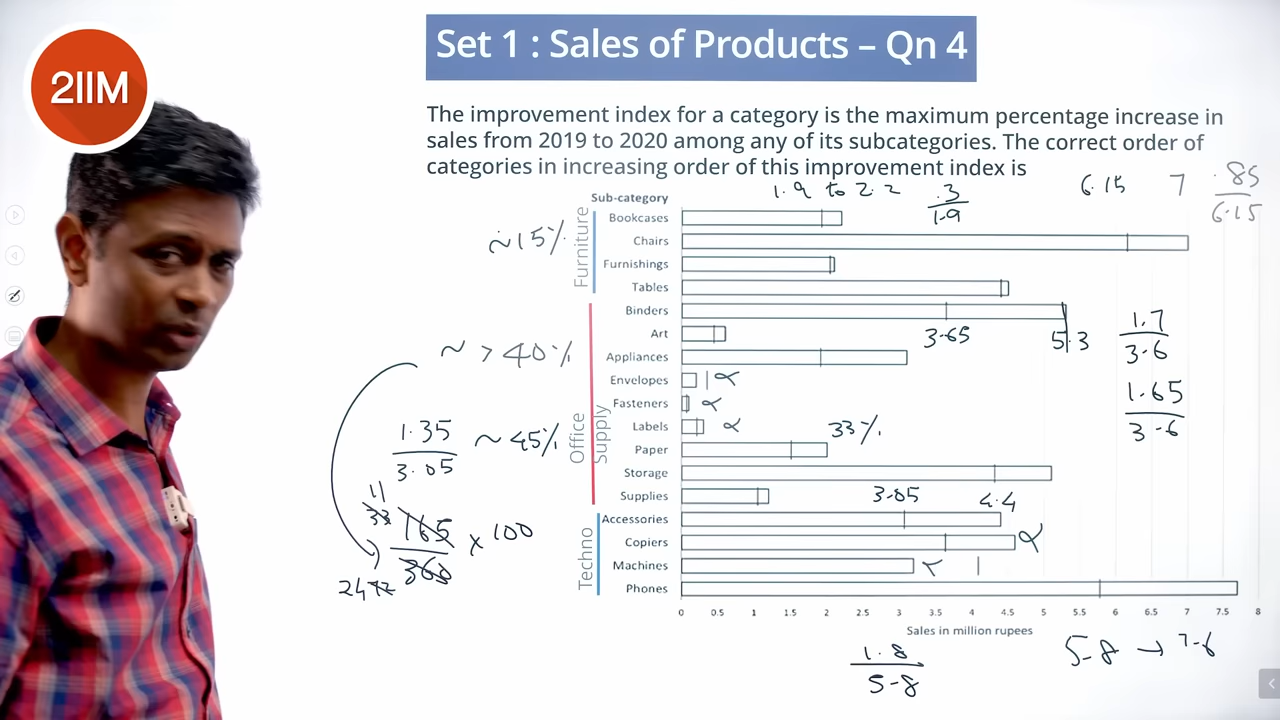 Set 1 : Sales of Products – Qn 4
2IIM
The improvement index for a category is the maximum percentage increase in
sales from 2019 to 2020 among any of its subcategories. The correct order of
categories in increasing order of this improvement index is
1.9 to 2.2
.3
1.9
6.15 7
.85
6.15
Sub-category
Furniture
~15%
Bookcases
Chairs
Furnishings
Tables
Office
Supply
~ > 40%
Binders
Art
Appliances
Envelopes
Fasteners
Labels
Paper
Storage
Supplies
3.65
5.3
1.7
3.6
1.65
3.6
33%
1.35
3.05
~45%
11
33
165
360
x 100
24
72
3.05
4.4
Techno
Accessories
Copiers
Machines
Phones
0 0.5 1 1.5 2 2.5 3 3.5 4 4.5 5 5.5 6 6.5 7 7.5 8
Sales in million rupees
1.8
5.8
5.8 → 7.6